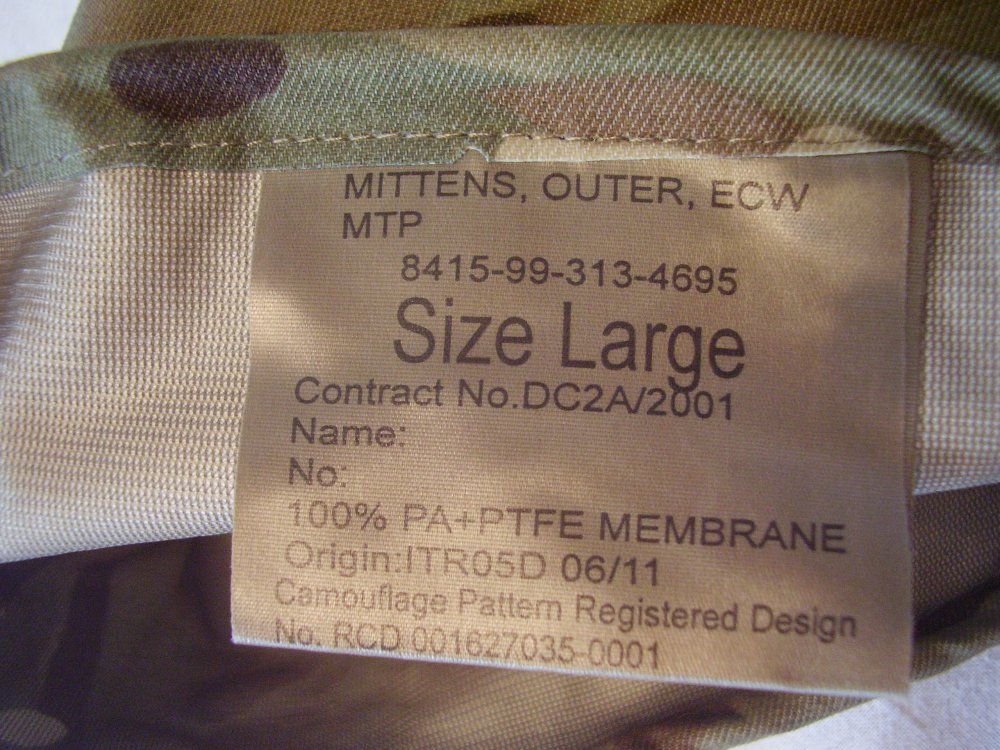 MITTENS, OUTER, ECW
MTP
8415-99-313-4695
Size Large
Contract No.DC2A/2001
Name:
No:
100% PA+PTFE MEMBRANE
Origin:ITR05D 06/11
Camouflage Pattern Registered Design
No. RCD 001627035-0001